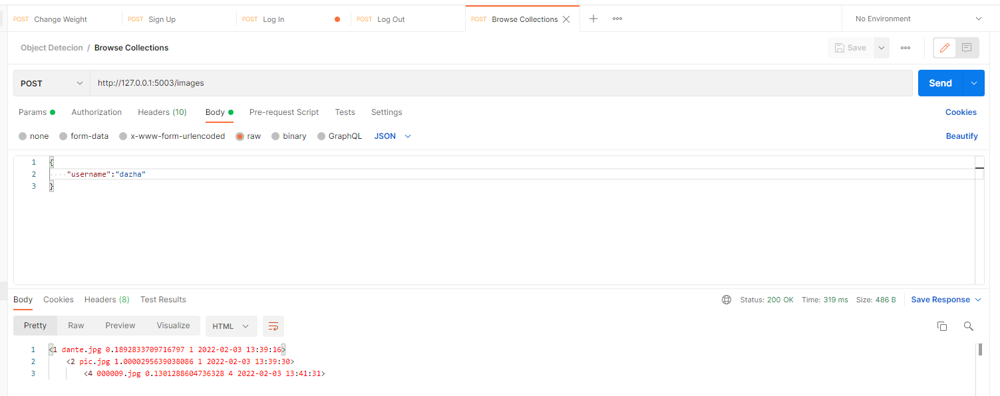 POST Change Weight POST Sign Up POST Log In POST Log Out POST Browse Collections No Environment
Object Detecion / Browse Collections Save
POST http://127.0.0.1:5003/images Send
Params Authorization Headers (10) Body Pre-request Script Tests Settings Cookies
none form-data x-www-form-urlencoded raw binary GraphQL JSON Beautify
1 {
2 "username":"dazha"
3 }
Body Cookies Headers (8) Test Results Status: 200 OK Time: 319 ms Size: 486 B Save Response
Pretty Raw Preview Visualize HTML
1 <1 dante.jpg 0.1892833709716797 1 2022-02-03 13:39:16>
2 <2 pic.jpg 1.0000295639038086 1 2022-02-03 13:39:30>
3 <4 000009.jpg 0.1301288604736328 4 2022-02-03 13:41:31>